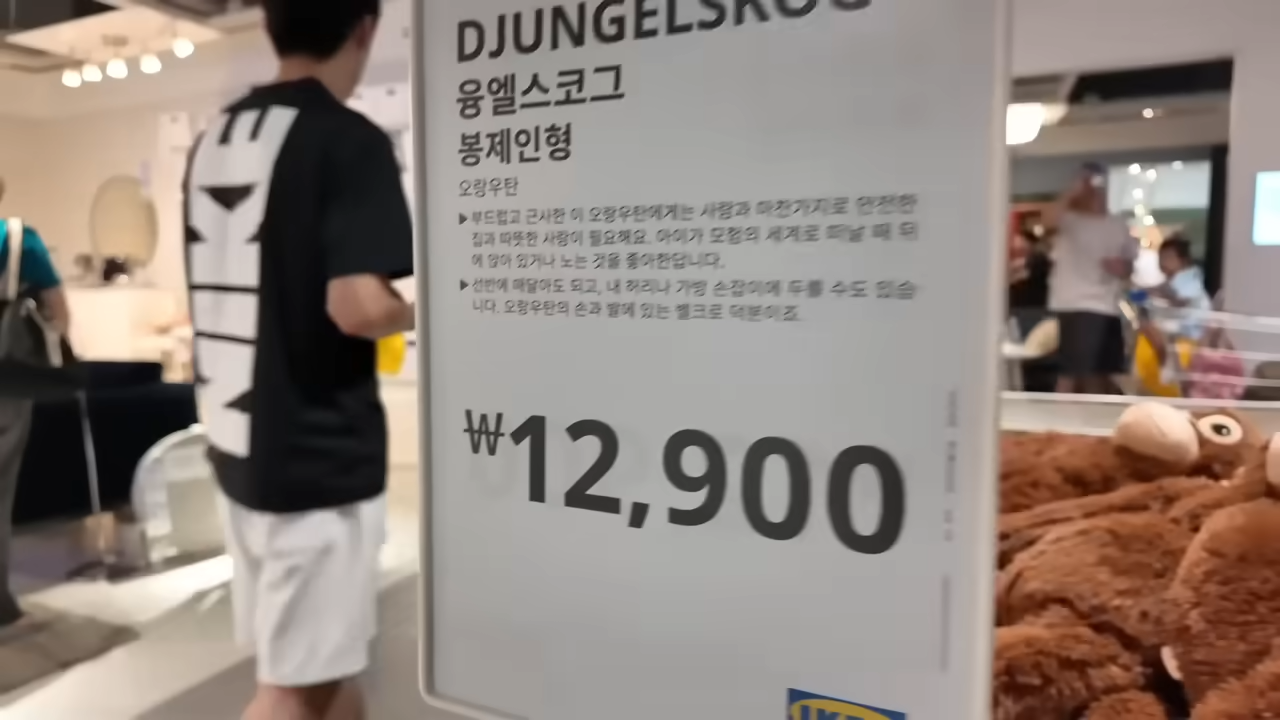 DJUNGELSKOG
융엘스코그
봉제인형
오랑우탄
▶부드럽고 근사한 이 오랑우탄에게는 사람과 마찬가지로 안전한
집과 따뜻한 사랑이 필요해요. 아이가 모험의 세계로 떠날 때 위
에 앉아 있거나 노는 것을 좋아한답니다.
▶선반에 매달아도 되고, 내 허리나 가방 손잡이에 두를 수도 있습
니다. 오랑우탄의 손과 발에 있는 벨크로 덕분이죠.
₩12,900
IKEA